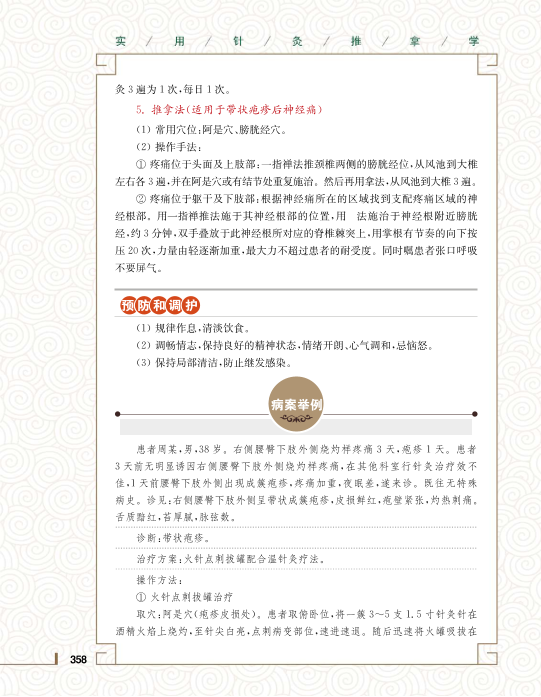 实 / 用 / 针 / 灸 / 推 / 拿 / 学
灸 3 遍为 1 次,每日 1 次。
5. 推拿法(适用于带状疱疹后神经痛)
(1) 常用穴位:阿是穴、膀胱经穴。
(2) 操作手法:
① 疼痛位于头面及上肢部:一指禅法推颈椎两侧的膀胱经位,从风池到大椎
左右各 3 遍,并在阿是穴或有结节处重复施治。然后再用拿法,从风池到大椎 3 遍。
② 疼痛位于躯干及下肢部:根据神经痛所在的区域找到支配疼痛区域的神
经根部。用一指禅推法施于其神经根部的位置,用 法施治于神经根附近膀胱
经,约 3 分钟,双手叠放于此神经根所对应的脊椎棘突上,用掌根有节奏的向下按
压 20 次,力量由轻逐渐加重,最大力不超过患者的耐受度。同时嘱患者张口呼吸
不要屏气。
预防和调护
(1) 规律作息,清淡饮食。
(2) 调畅情志,保持良好的精神状态,情绪开朗、心气调和,忌恼怒。
(3) 保持局部清洁,防止继发感染。
病案举例
患者周某,男,38 岁。右侧腰臀下肢外侧烧灼样疼痛 3 天,疱疹 1 天。患者
3 天前无明显诱因右侧腰臀下肢外侧烧灼样疼痛,在其他科室行针灸治疗效不
佳,1 天前腰臀下肢外侧出现成簇疱疹,疼痛加重,夜眠差,遂来诊。既往无特殊
病史。诊见:右侧腰臀下肢外侧呈带状成簇疱疹,皮损鲜红,疱壁紧张,灼热刺痛。
舌质黯红,苔厚腻,脉弦数。
诊断:带状疱疹。
治疗方案:火针点刺拔罐配合温针灸疗法。
操作方法:
① 火针点刺拔罐治疗
取穴:阿是穴(疱疹皮损处)。患者取俯卧位,将一簇 3～5 支 1.5 寸针灸针在
酒精火焰上烧灼,至针尖白亮,点刺病变部位,速进速退。随后迅速将火罐吸拔在
358